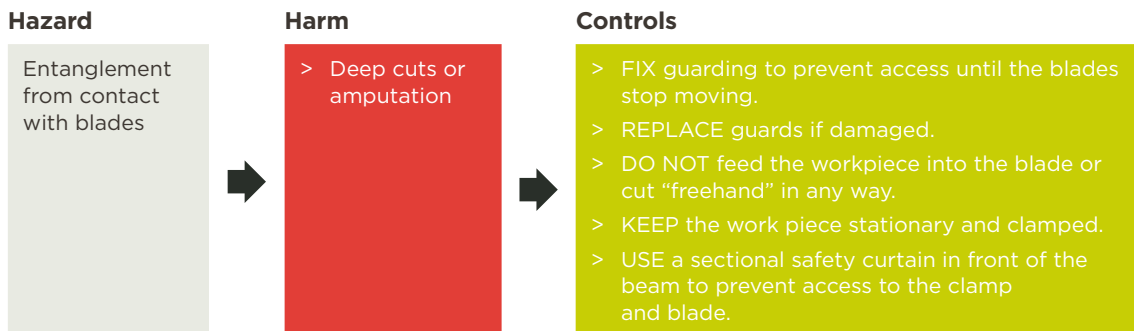 Hazard
Harm
Controls
Entanglement
from contact
with blades
> Deep cuts or
amputation
> FIX guarding to prevent access until the blades
stop moving.
> REPLACE guards if damaged.
> DO NOT feed the workpiece into the blade or
cut “freehand” in any way.
> KEEP the work piece stationary and clamped.
> USE a sectional safety curtain in front of the
beam to prevent access to the clamp
and blade.